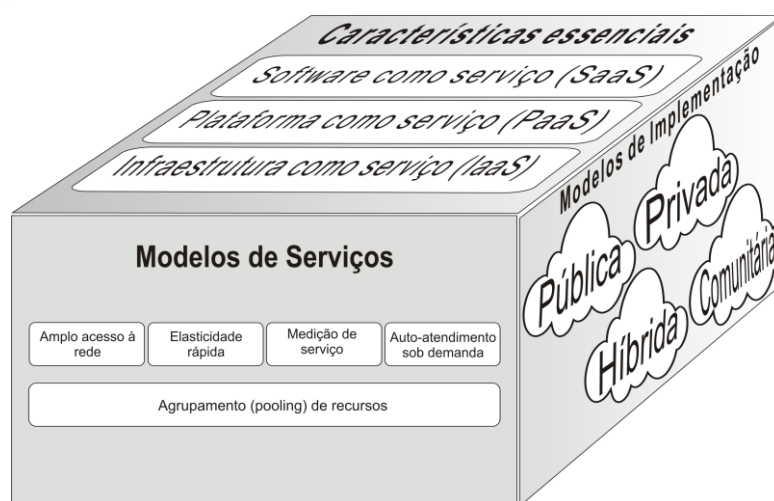 Características essenciais
Software como serviço (SaaS)
Plataforma como serviço (PaaS)
Infraestrutura como serviço (IaaS)
Modelos de Serviços
Amplo acesso à
rede
Elasticidade
rápida
Medição de
serviço
Auto-atendimento
sob demanda
Agrupamento (pooling) de recursos
Modelos de Implementação
Privada
Pública
Comunitária
Híbrida